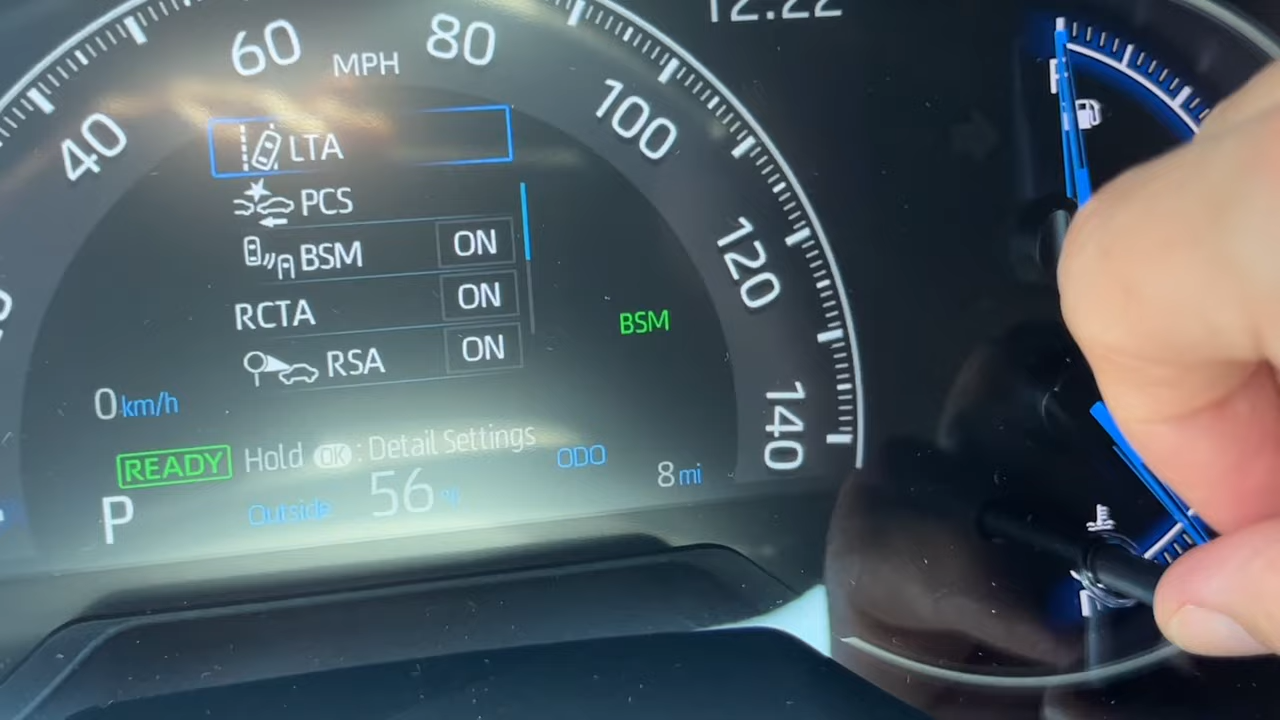 12:22
60
MPH
80
40
100
LTA
PCS
BSM ON
120
RCTA ON
BSM
RSA ON
0 km/h
140
READY Hold OK : Detail Settings
ODO
8 mi
P
Outside 56 °F